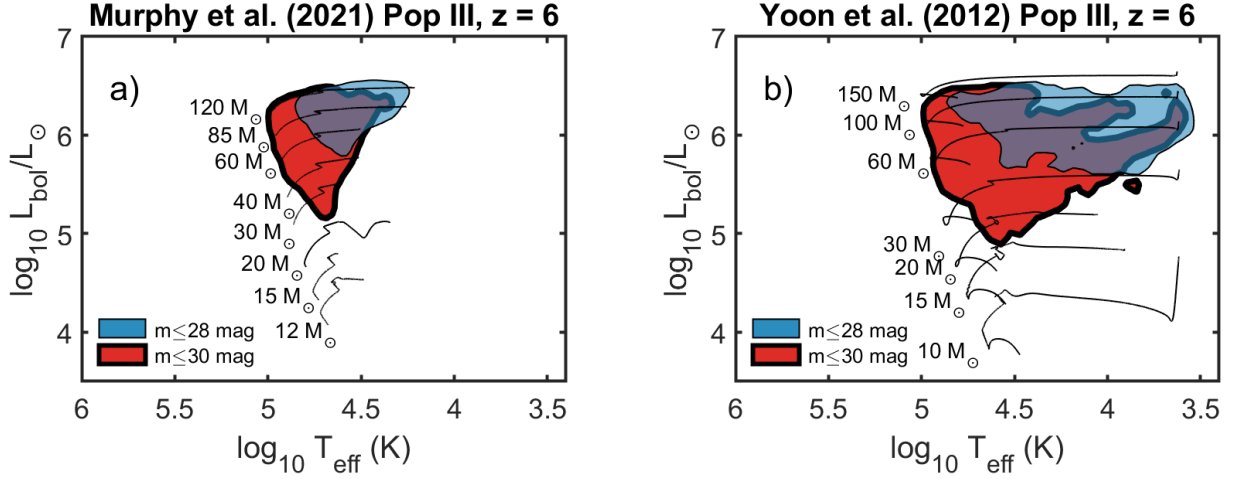 Murphy et al. (2021) Pop III, z = 6
a)
7
6
5
4
log10 Lbol/L⊙
120 M⊙
85 M⊙
60 M⊙
40 M⊙
30 M⊙
20 M⊙
15 M⊙
12 M⊙
m≤28 mag
m≤30 mag
6 5.5 5 4.5 4 3.5
log10 Teff (K)
Yoon et al. (2012) Pop III, z = 6
b)
7
6
5
4
log10 Lbol/L⊙
150 M⊙
100 M⊙
60 M⊙
30 M⊙
20 M⊙
15 M⊙
10 M⊙
m≤28 mag
m≤30 mag
6 5.5 5 4.5 4 3.5
log10 Teff (K)